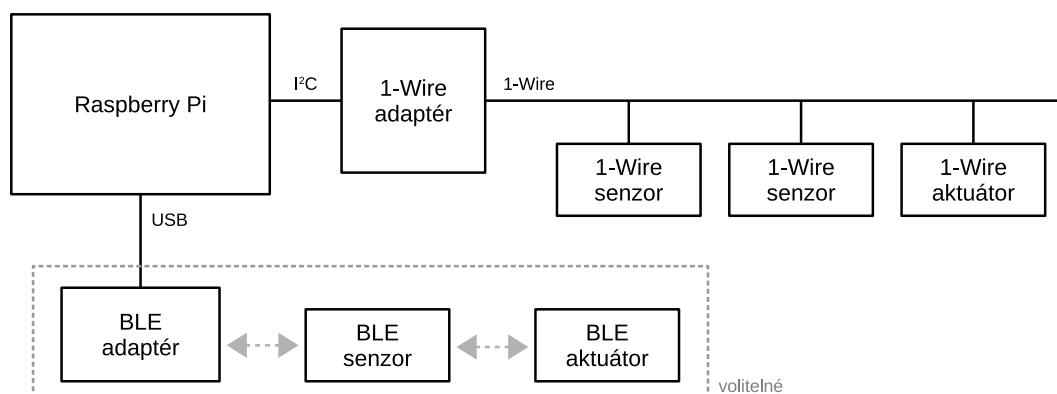 Raspberry Pi
I²C
1-Wire
adaptér
1-Wire
1-Wire
senzor
1-Wire
senzor
1-Wire
aktuátor
USB
BLE
adaptér
BLE
senzor
BLE
aktuátor
volitelné